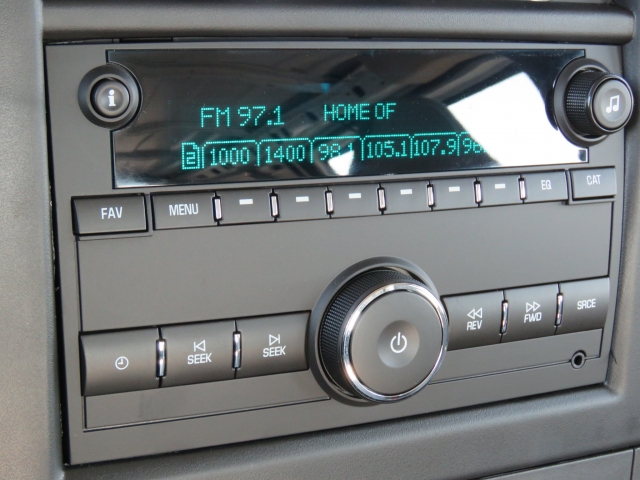 i
FM 97.1 HOME OF
2 1000 1400 98.1 105.1 107.9
FAV MENU EQ CAT
SEEK SEEK REV FWD SRCE